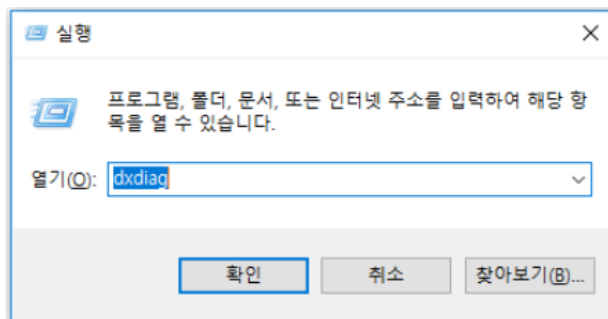 실행
프로그램, 폴더, 문서, 또는 인터넷 주소를 입력하여 해당 항
목을 열 수 있습니다.
열기(O): dxdiag
확인 취소 찾아보기(B)...